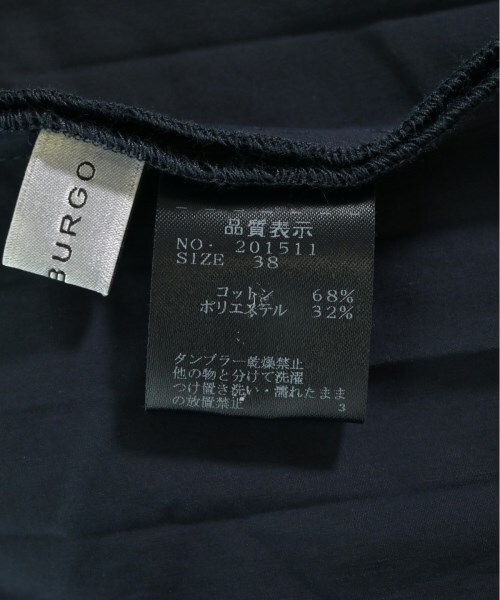 BURGO
品質表示
NO. 201511
SIZE 38
コットン 68%
ポリエステル 32%
タンブラー乾燥禁止
他の物と分けて洗濯
つけ置き洗い・濡れたまま
の放置禁止
3